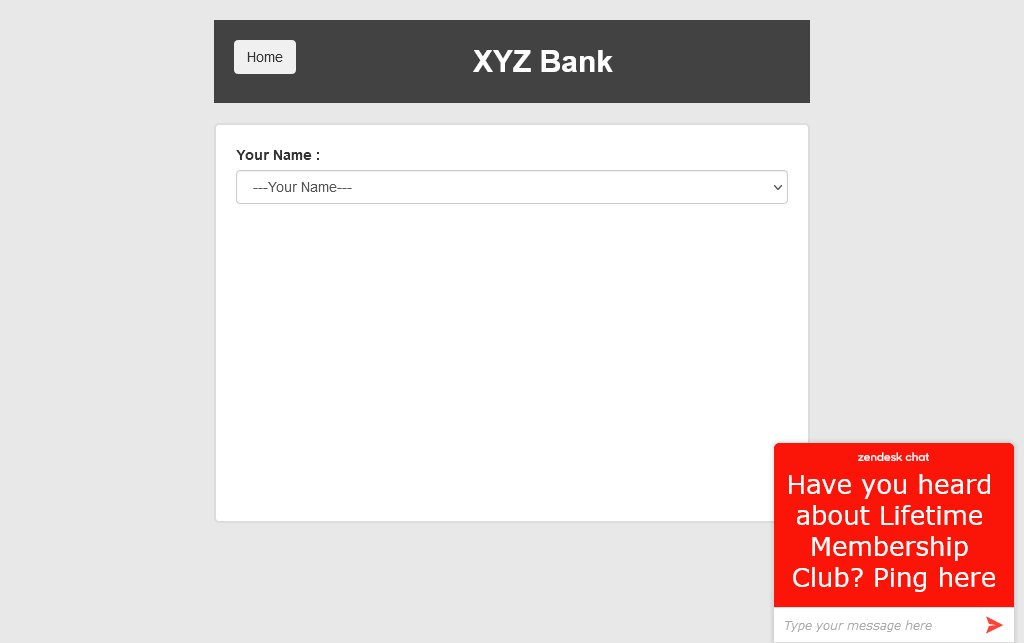 Home
XYZ Bank
Your Name :
---Your Name---
zendesk chat
Have you heard
about Lifetime
Membership
Club? Ping here
Type your message here